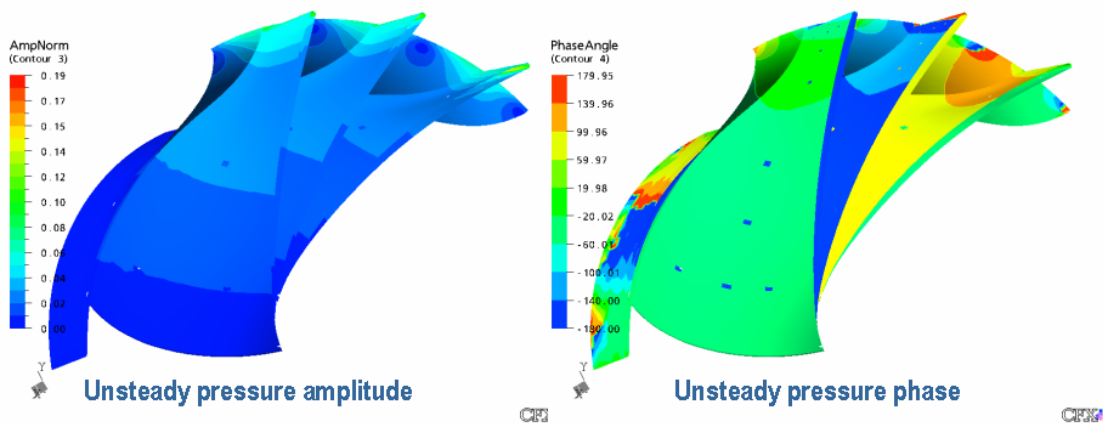 AmpNorm
(Contour 3)
0.19
0.17
0.15
0.14
0.12
0.10
0.08
0.06
0.04
0.02
0.00
Y
X
Unsteady pressure amplitude
CFX
PhaseAngle
(Contour 4)
179.95
139.96
99.96
59.97
19.98
-20.02
-60.01
-100.01
-140.00
-180.00
Y
X
Unsteady pressure phase
CFX